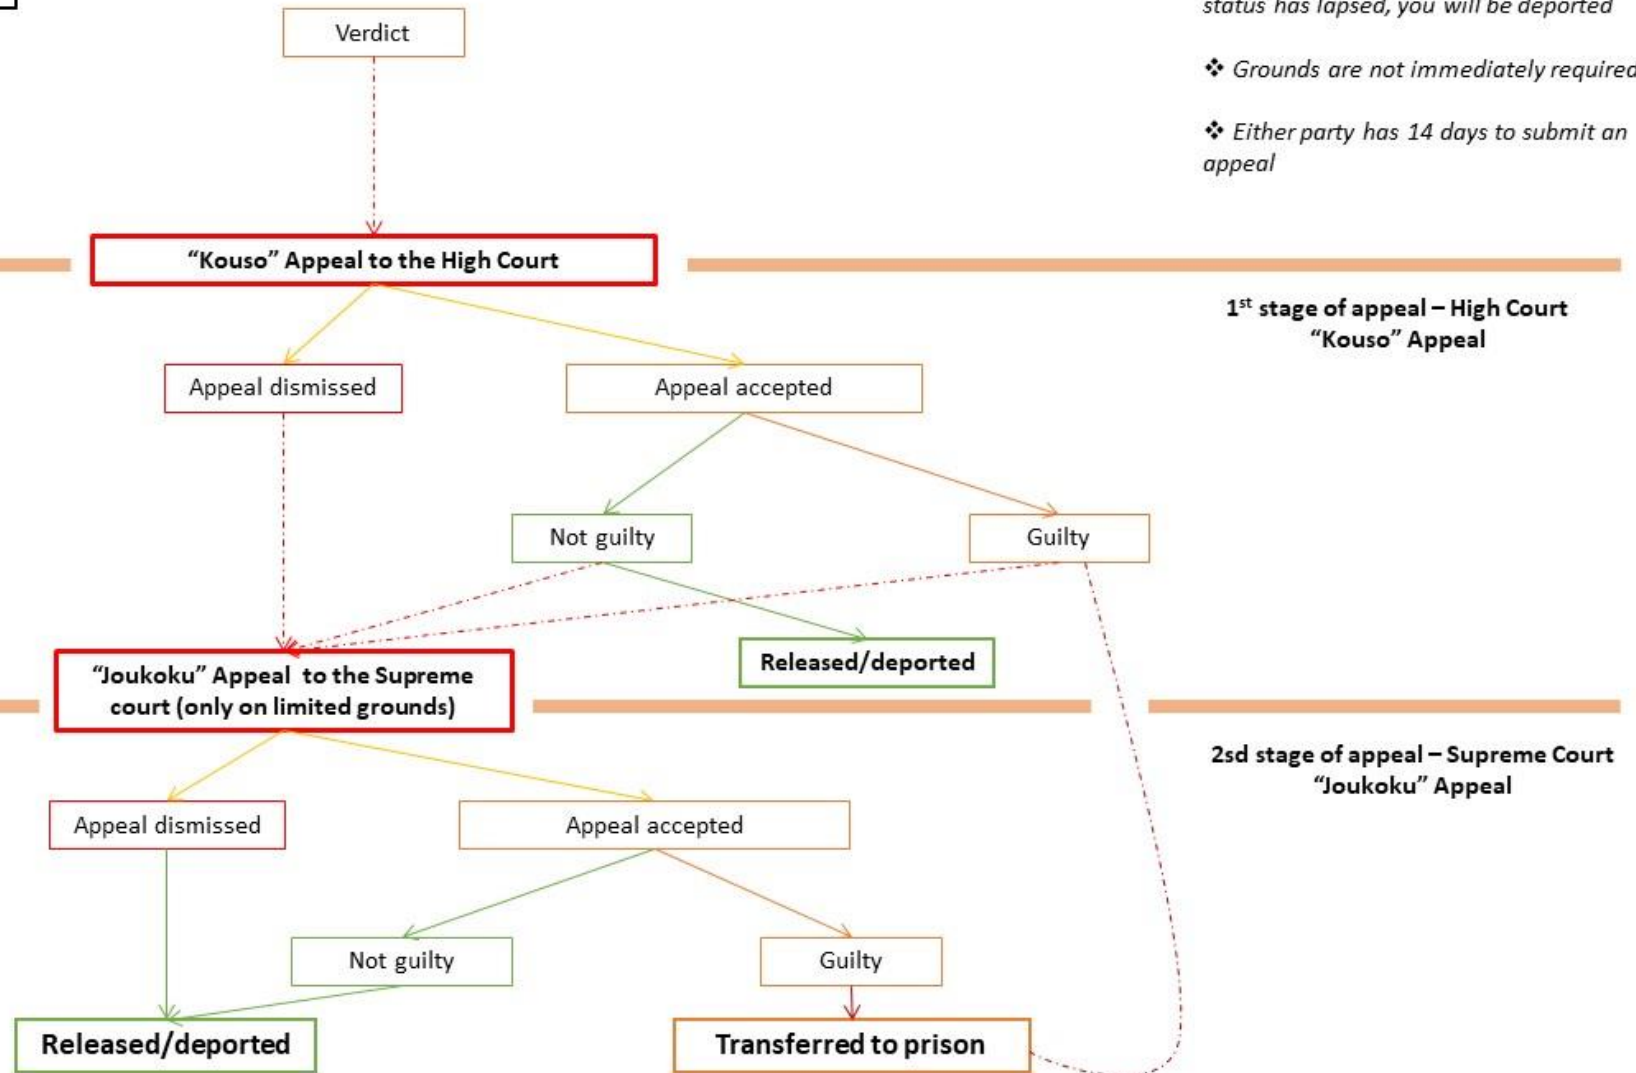 status has lapsed, you will be deported
Verdict
❖ Grounds are not immediately required
❖ Either party has 14 days to submit an
appeal
“Kouso” Appeal to the High Court
1st stage of appeal – High Court
“Kouso” Appeal
Appeal dismissed
Appeal accepted
Not guilty
Guilty
Released/deported
“Joukoku” Appeal to the Supreme
court (only on limited grounds)
2sd stage of appeal – Supreme Court
“Joukoku” Appeal
Appeal dismissed
Appeal accepted
Not guilty
Guilty
Released/deported
Transferred to prison